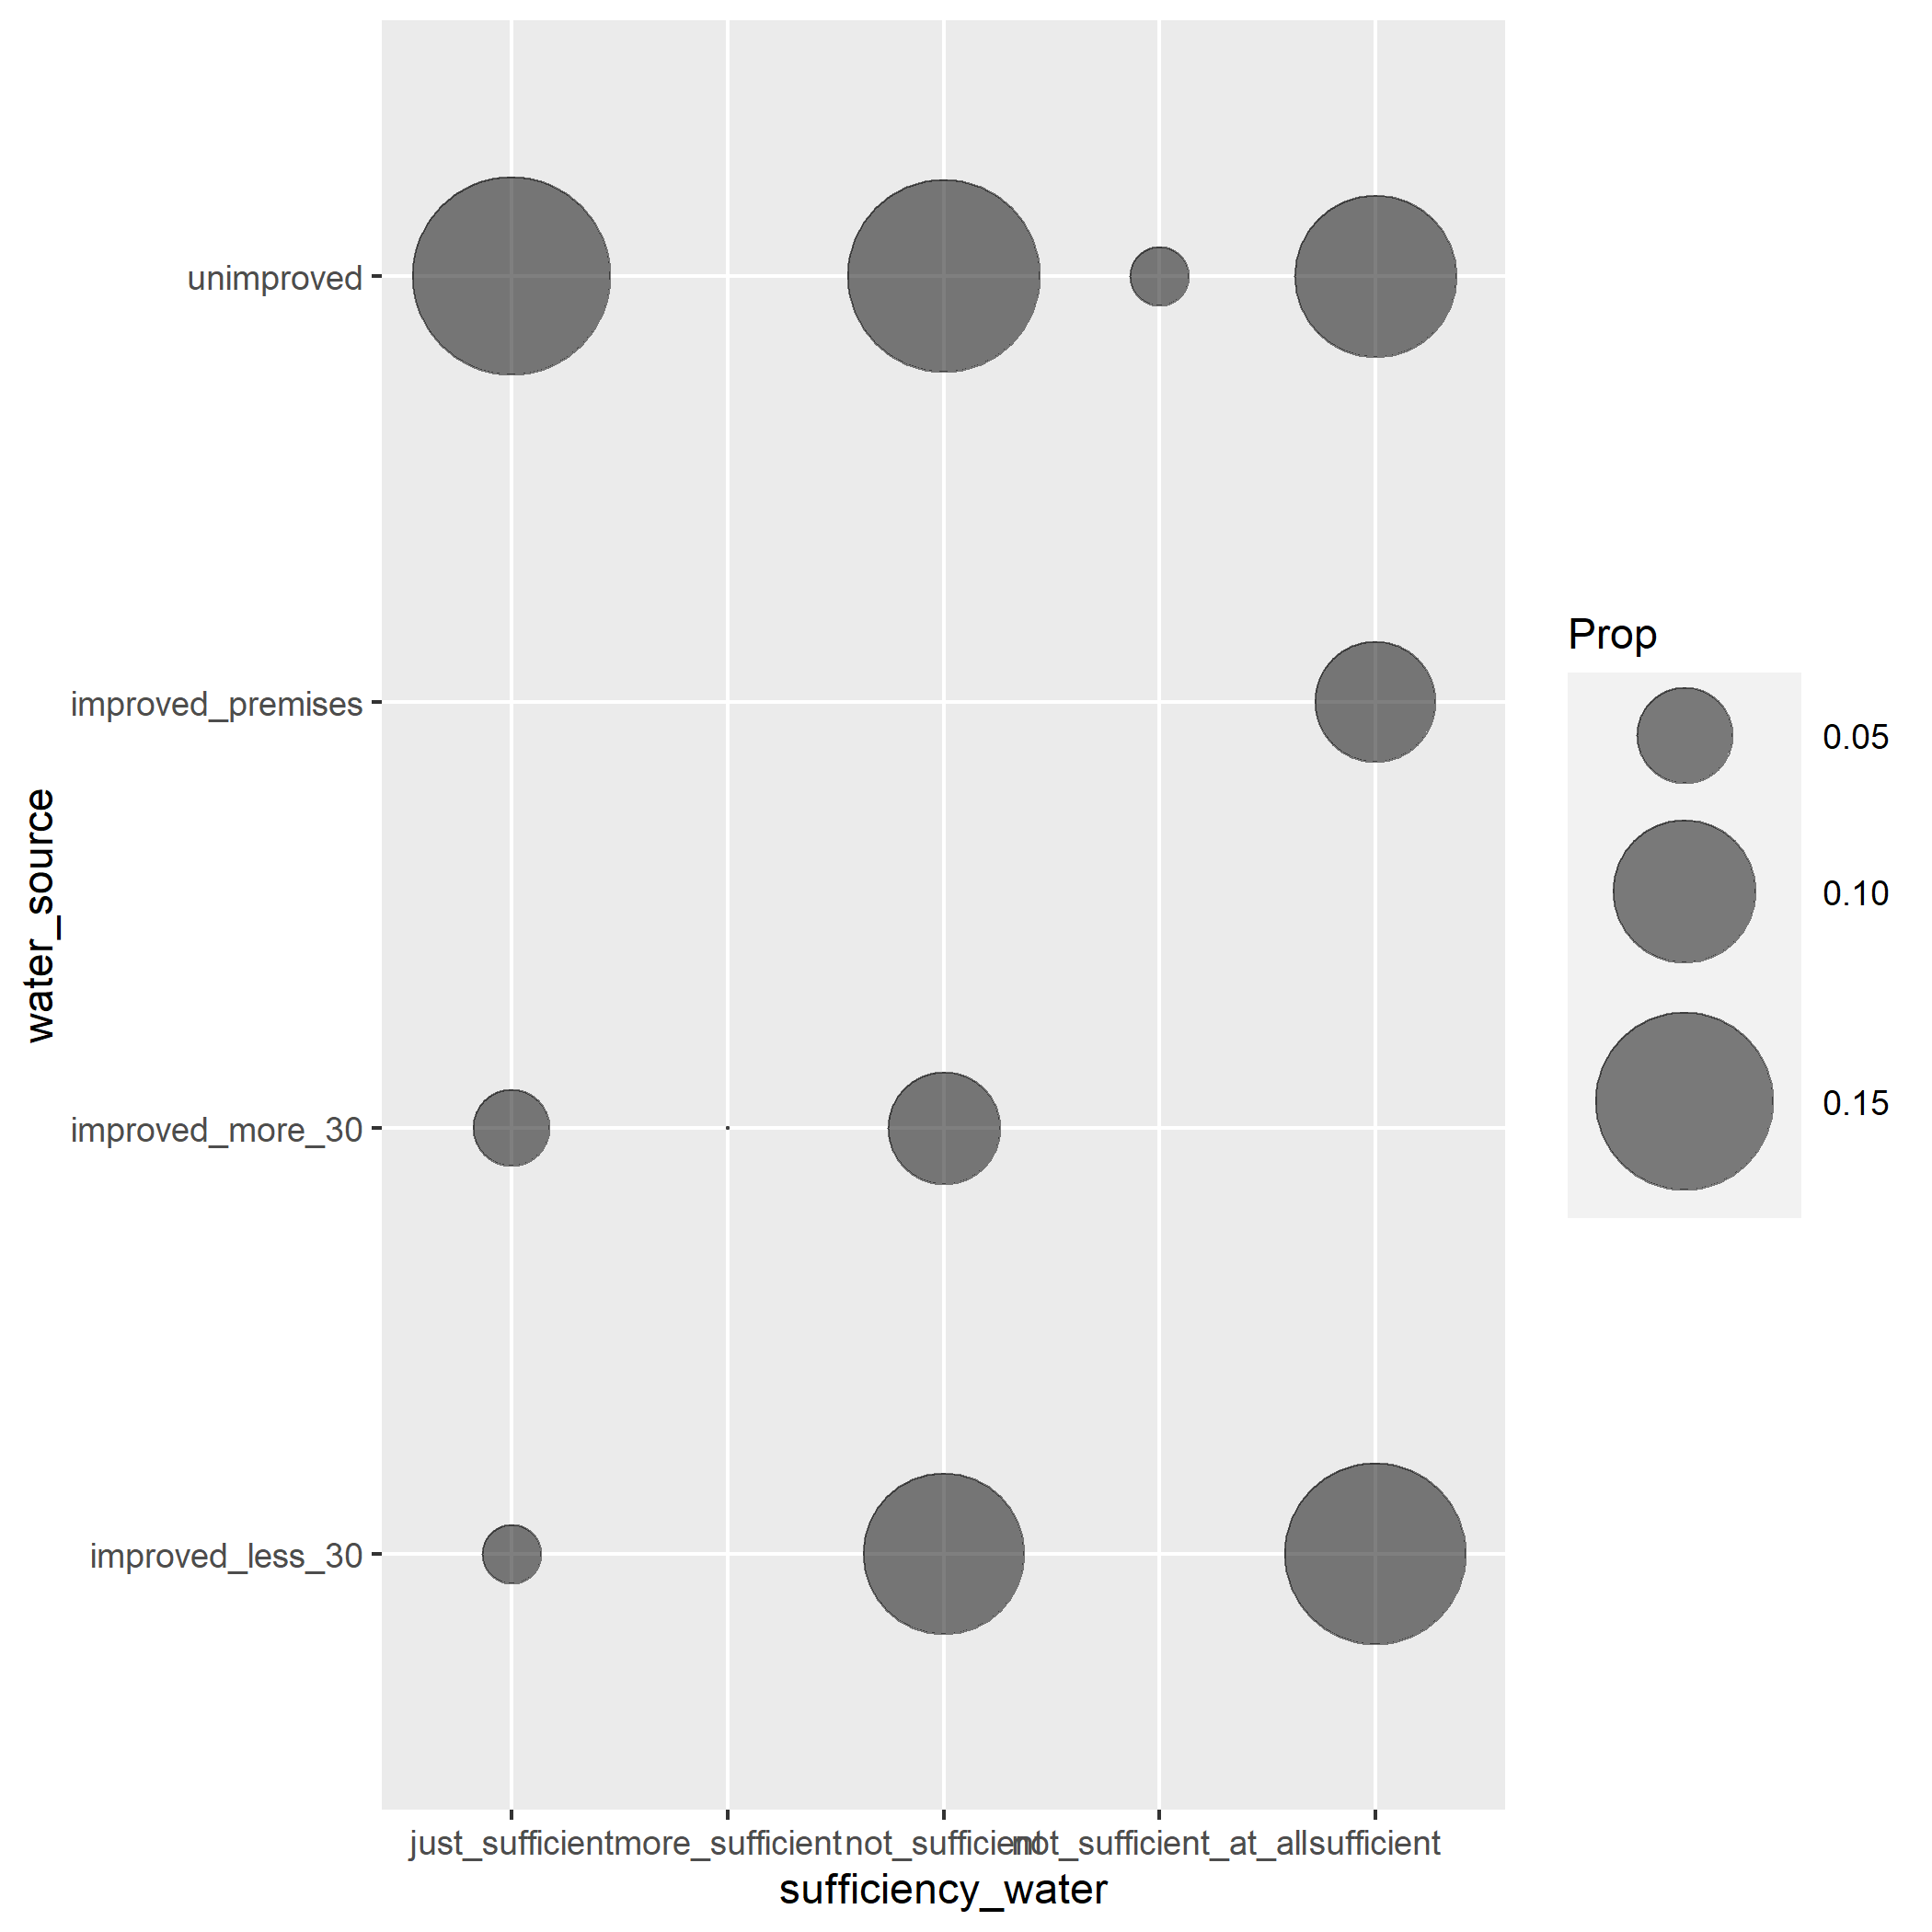 unimproved
improved_premises
improved_more_30
improved_less_30
water_source
just_sufficient
more_sufficient
not_sufficient
not_sufficient_at_all
sufficient
sufficiency_water
Prop
0.05
0.10
0.15